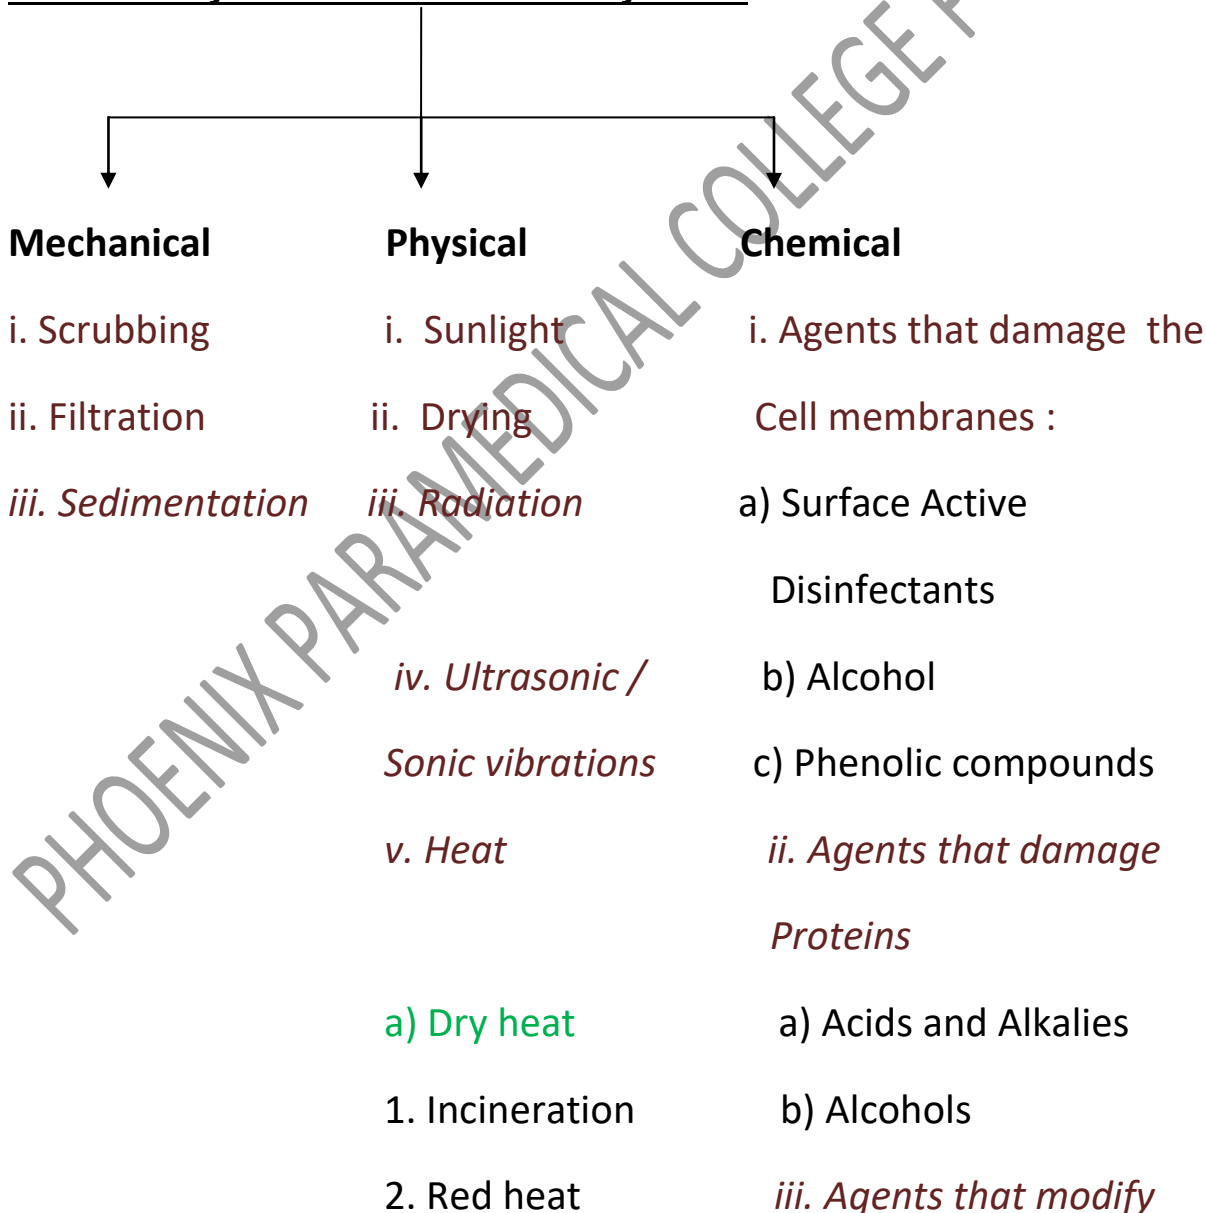 Mechanical Physical Chemical
i. Scrubbing i. Sunlight i. Agents that damage the
ii. Filtration ii. Drying Cell membranes :
iii. Sedimentation iii. Radiation a) Surface Active
Disinfectants
iv. Ultrasonic / b) Alcohol
Sonic vibrations c) Phenolic compounds
v. Heat ii. Agents that damage
Proteins
a) Dry heat a) Acids and Alkalies
1. Incineration b) Alcohols
2. Red heat iii. Agents that modify
PHOENIX PARAMEDICAL COLLEGE